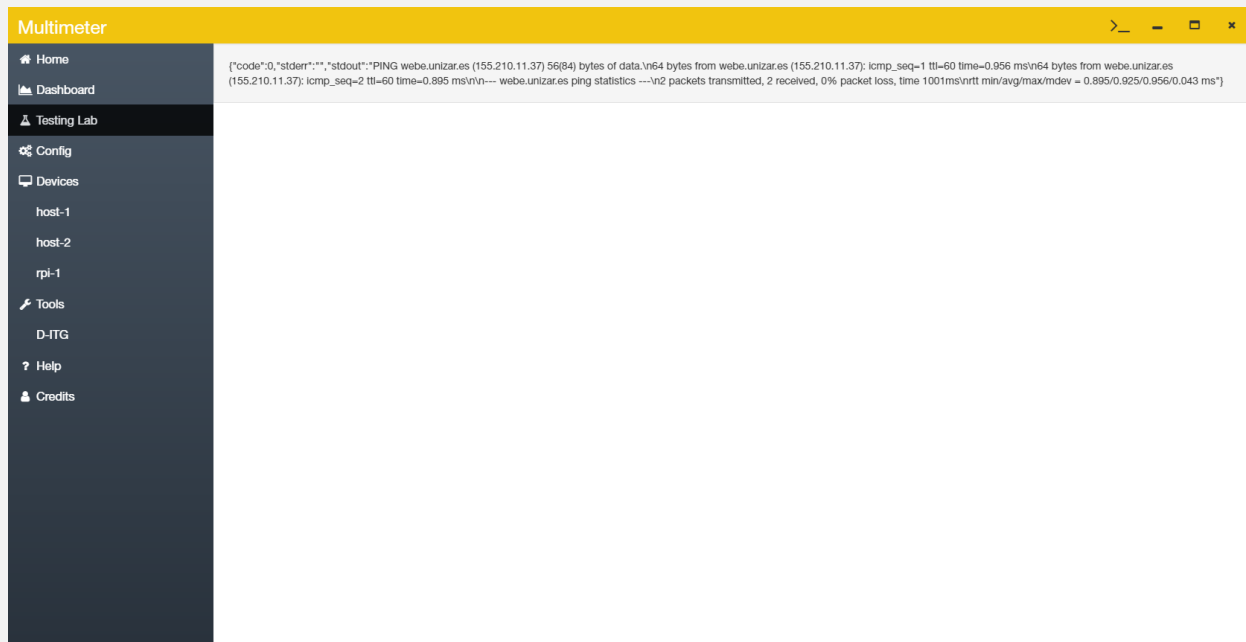 Multimeter
Home
Dashboard
Testing Lab
Config
Devices
host-1
host-2
rpi-1
Tools
D-ITG
? Help
Credits
{"code":0,"stderr":"","stdout":"PING webe.unizar.es (155.210.11.37) 56(84) bytes of data.\n64 bytes from webe.unizar.es (155.210.11.37): icmp_seq=1 ttl=60 time=0.956 ms\n64 bytes from webe.unizar.es
(155.210.11.37): icmp_seq=2 ttl=60 time=0.895 ms\n\n--- webe.unizar.es ping statistics ---\n2 packets transmitted, 2 received, 0% packet loss, time 1001ms\nrtt min/avg/max/mdev = 0.895/0.925/0.956/0.043 ms"}